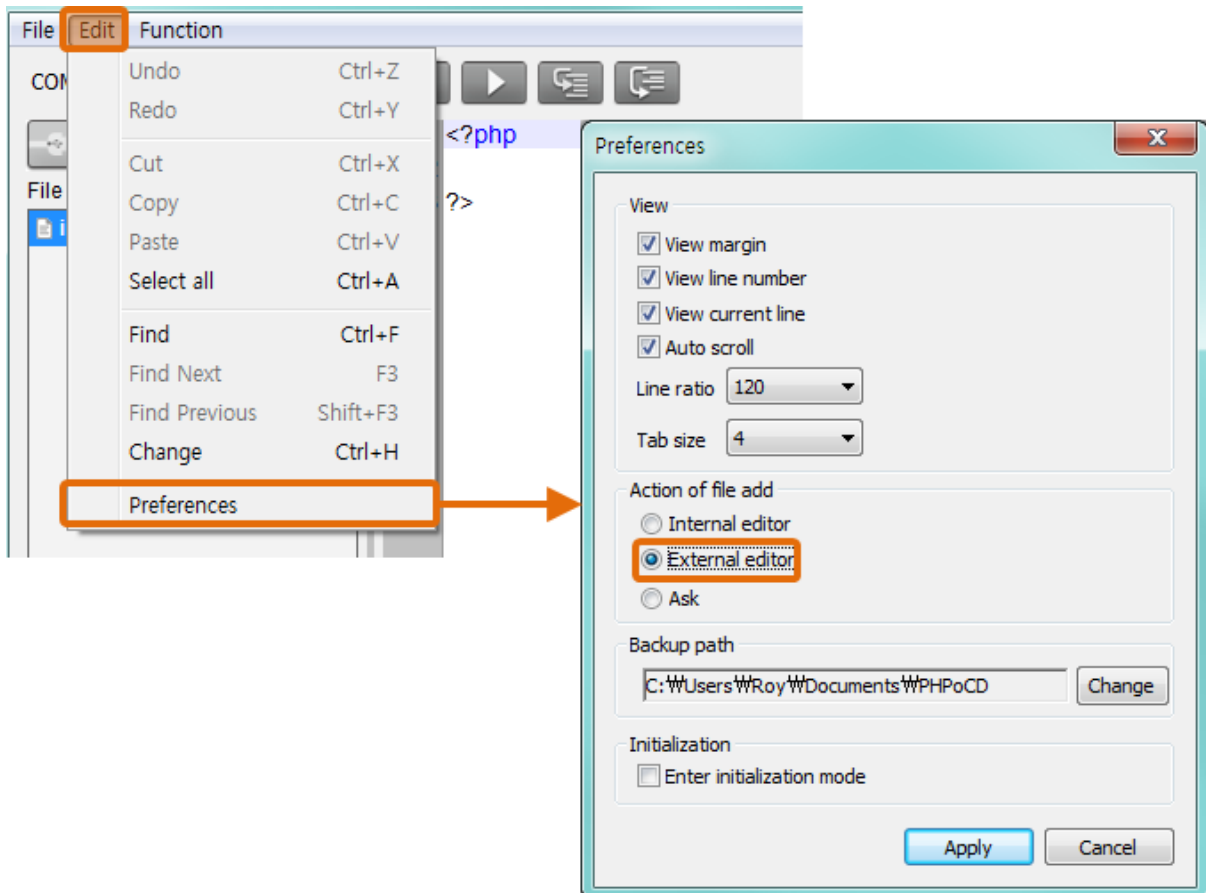 File Edit Function
Undo Ctrl+Z
Redo Ctrl+Y
Cut Ctrl+X
Copy Ctrl+C
Paste Ctrl+V
Select all Ctrl+A
Find Ctrl+F
Find Next F3
Find Previous Shift+F3
Change Ctrl+H
Preferences
File
<?php
?>
Preferences
X
View
View margin
View line number
View current line
Auto scroll
Line ratio 120
Tab size 4
Action of file add
Internal editor
External editor
Ask
Backup path
C:₩Users₩Roy₩Documents₩PHPoCD Change
Initialization
Enter initialization mode
Apply Cancel